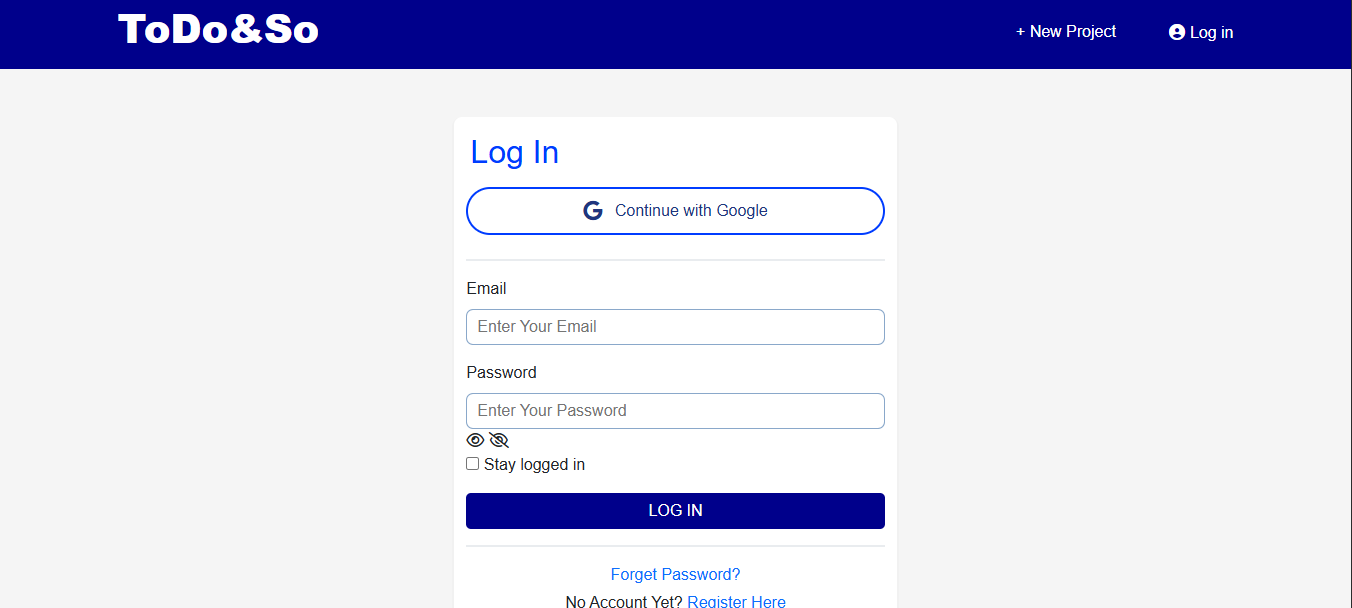 ToDo&So
+ New Project
Log in
Log In
Continue with Google
Email
Enter Your Email
Password
Enter Your Password
Stay logged in
LOG IN
Forget Password?
No Account Yet? Register Here